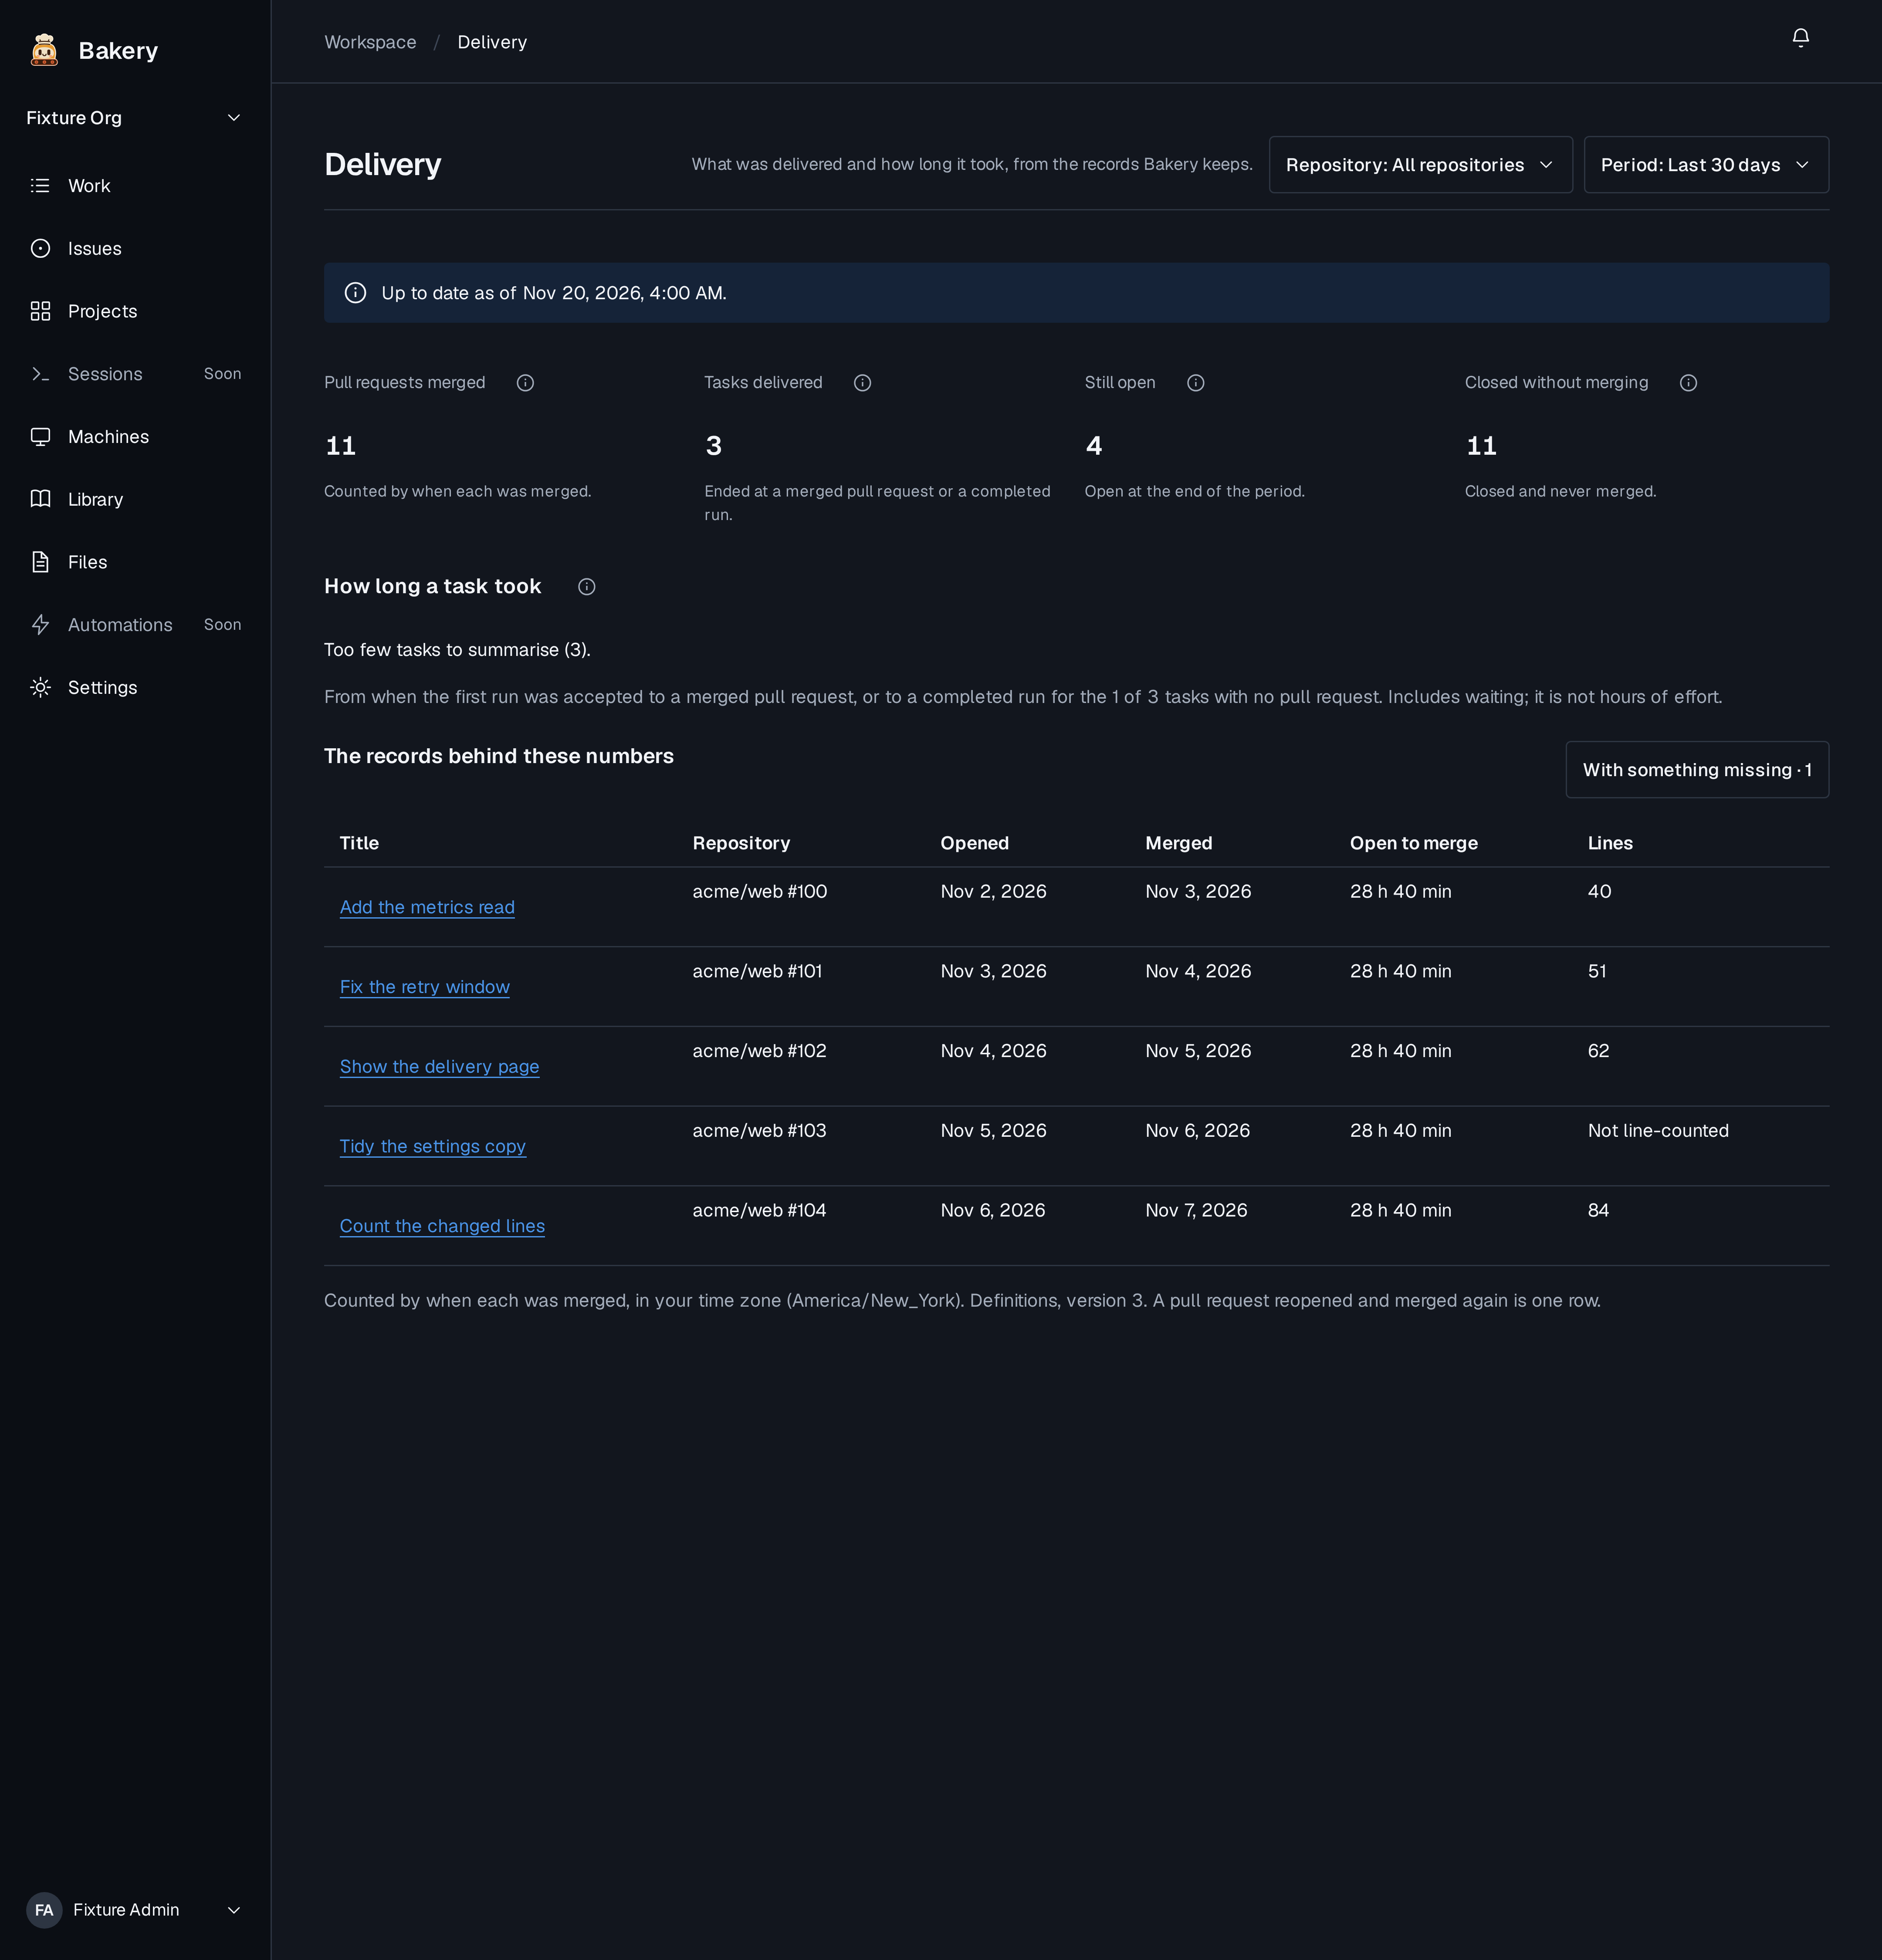 Bakery
Fixture Org
Work
Issues
Projects
Sessions Soon
Machines
Library
Files
Automations Soon
Settings
FA Fixture Admin
Workspace / Delivery
Delivery
What was delivered and how long it took, from the records Bakery keeps.
Repository: All repositories
Period: Last 30 days
Up to date as of Nov 20, 2026, 4:00 AM.
Pull requests merged
11
Counted by when each was merged.
Tasks delivered
3
Ended at a merged pull request or a completed
run.
Still open
4
Open at the end of the period.
Closed without merging
11
Closed and never merged.
How long a task took
Too few tasks to summarise (3).
From when the first run was accepted to a merged pull request, or to a completed run for the 1 of 3 tasks with no pull request. Includes waiting; it is not hours of effort.
The records behind these numbers
With something missing · 1
Title Repository Opened Merged Open to merge Lines
Add the metrics read acme/web #100 Nov 2, 2026 Nov 3, 2026 28 h 40 min 40
Fix the retry window acme/web #101 Nov 3, 2026 Nov 4, 2026 28 h 40 min 51
Show the delivery page acme/web #102 Nov 4, 2026 Nov 5, 2026 28 h 40 min 62
Tidy the settings copy acme/web #103 Nov 5, 2026 Nov 6, 2026 28 h 40 min Not line-counted
Count the changed lines acme/web #104 Nov 6, 2026 Nov 7, 2026 28 h 40 min 84
Counted by when each was merged, in your time zone (America/New_York). Definitions, version 3. A pull request reopened and merged again is one row.